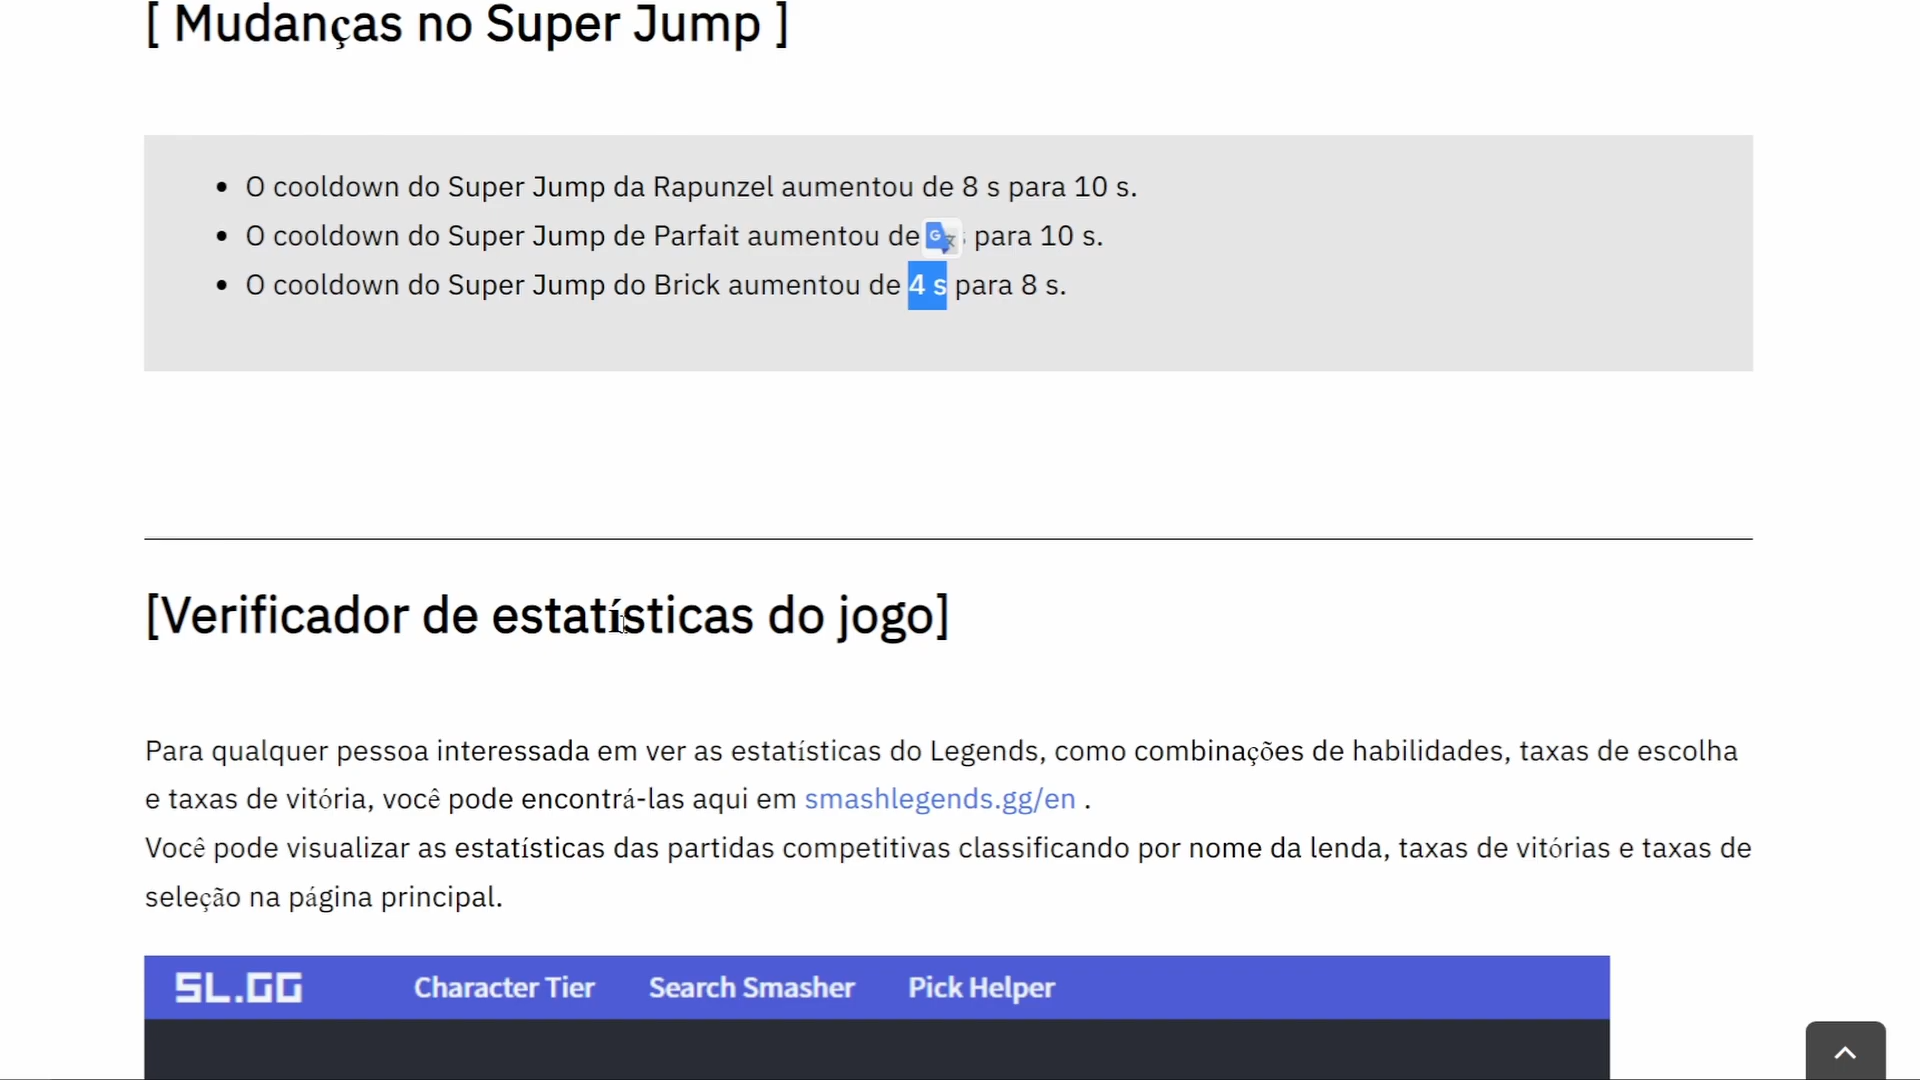 [ Mudanças no Super Jump ]
• O cooldown do Super Jump da Rapunzel aumentou de 8 s para 10 s.
• O cooldown do Super Jump de Parfait aumentou de para 10 s.
• O cooldown do Super Jump do Brick aumentou de 4 s para 8 s.
[Verificador de estatísticas do jogo]
Para qualquer pessoa interessada em ver as estatísticas do Legends, como combinações de habilidades, taxas de escolha
e taxas de vitória, você pode encontrá-las aqui em smashlegends.gg/en .
Você pode visualizar as estatísticas das partidas competitivas classificando por nome da lenda, taxas de vitórias e taxas de
seleção na página principal.
SL.GG Character Tier Search Smasher Pick Helper